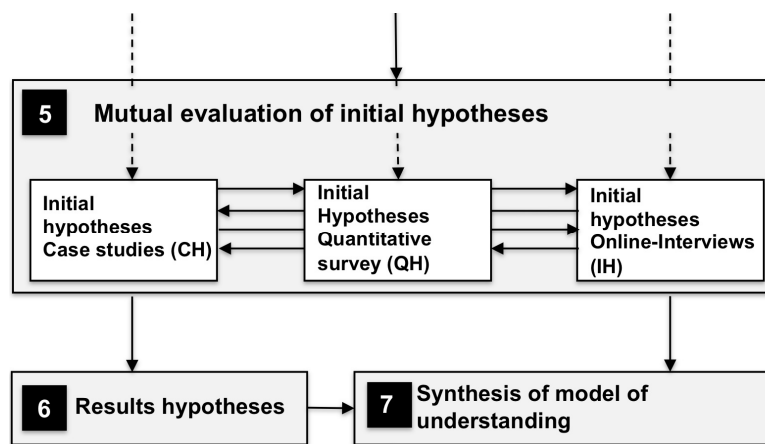 5 Mutual evaluation of initial hypotheses
Initial
hypotheses
Case studies (CH)
Initial
Hypotheses
Quantitative
survey (QH)
Initial
hypotheses
Online-Interviews
(IH)
6 Results hypotheses
7 Synthesis of model of
understanding